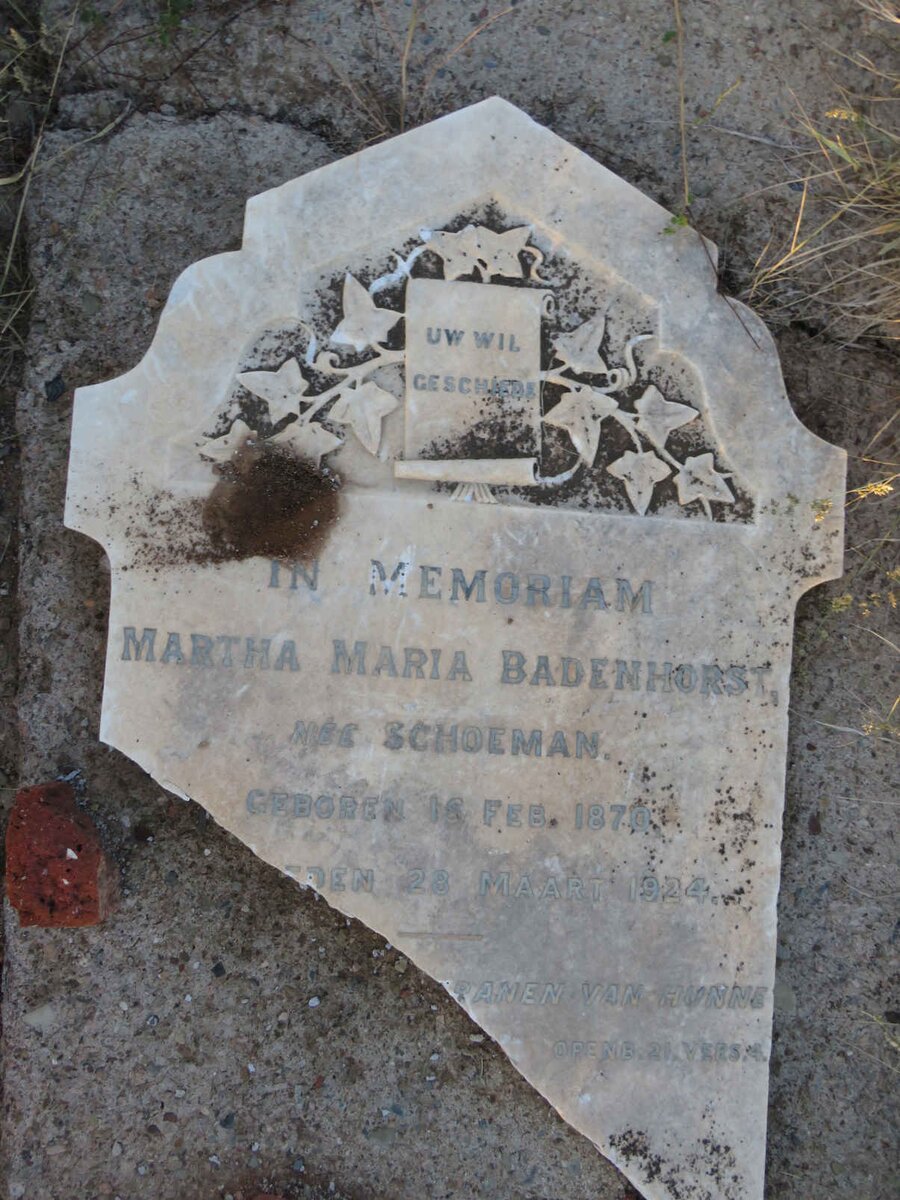 UW WIL
GESCHIEDE
IN MEMORIAM
MARTHA MARIA BADENHORST,
NÉE SCHOEMAN.
GEBOREN 16 FEB. 1870
EDEN 28 MAART 1924.
RANEN VAN HUNNE
OPENB. 21. VERS. 4.